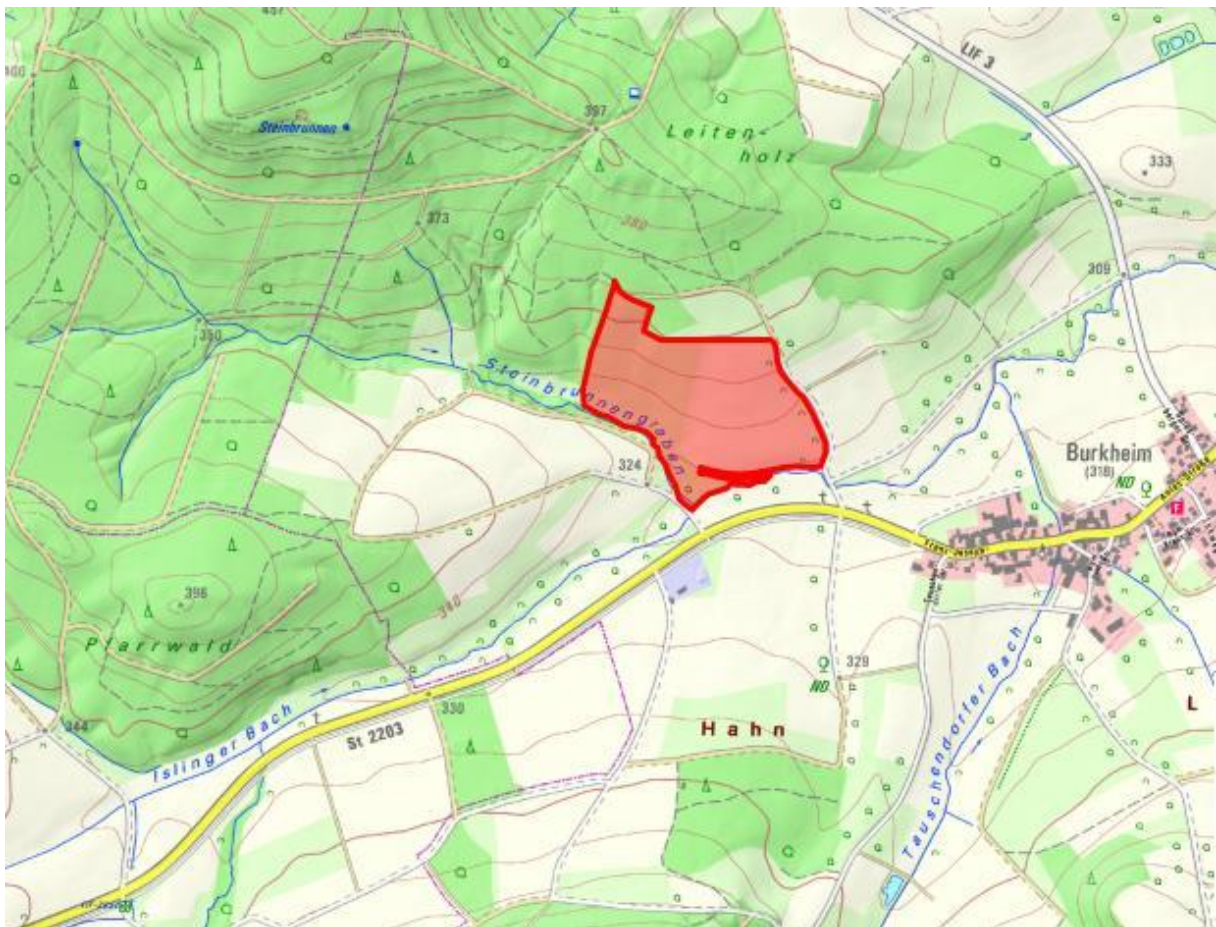 LIF 3
Steinbrunnen
397
Leiten-
holz
333
373
380
309
350
Steinbrunnengraben
324
Burkheim
(318)
ND
F
396
Pfarrwald
340
329
ND
330
344
Islinger Bach
St 2203
Hahn
L
Tauschendorfer Bach